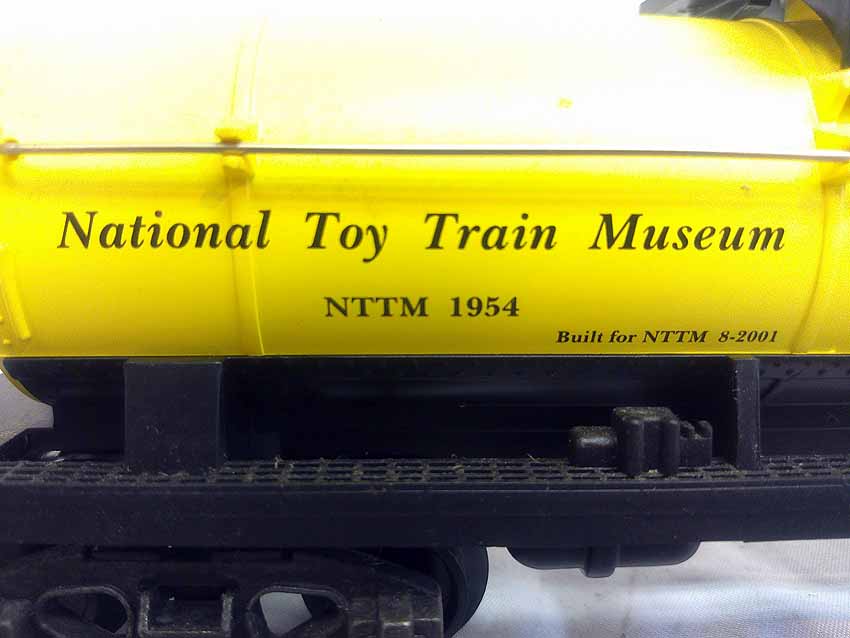 National Toy Train Museum
NTTM 1954
Built for NTTM 8-2001